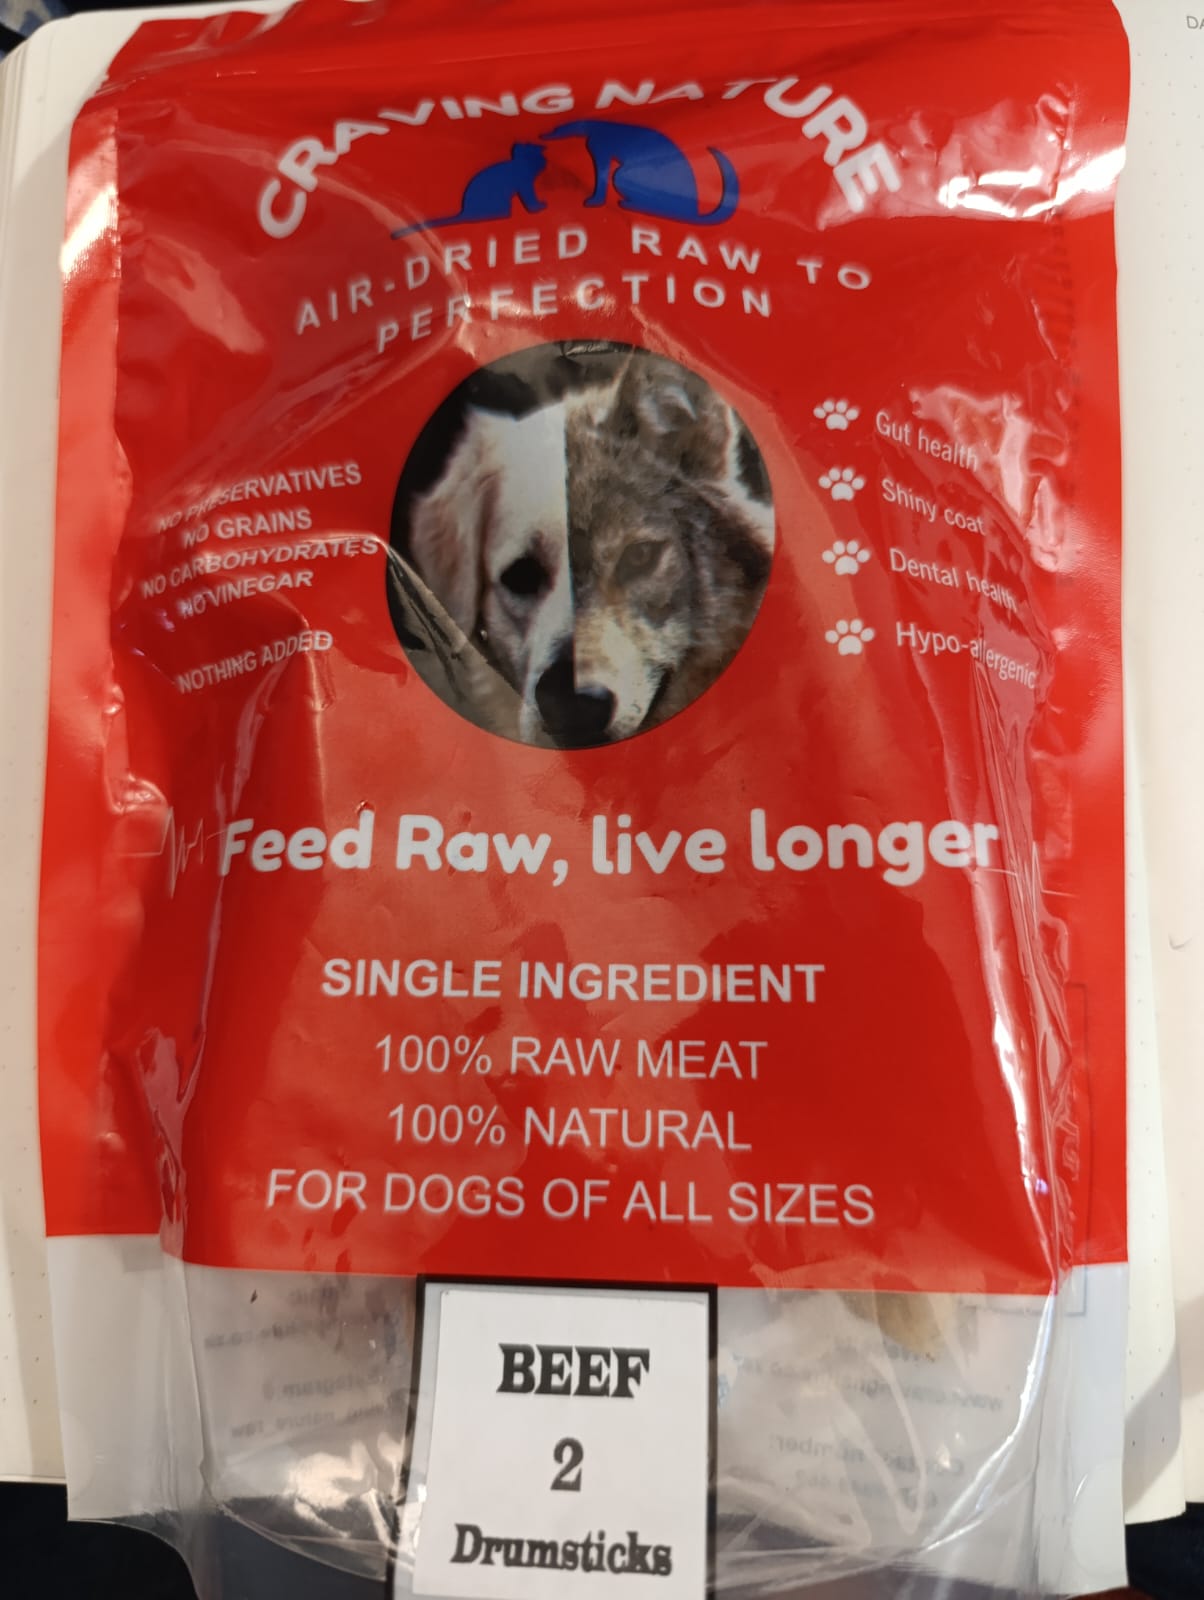 CRAVING NATURE
AIR-DRIED RAW TO
PERFECTION
NO PRESERVATIVES
NO GRAINS
NO CARBOHYDRATES
NO VINEGAR
NOTHING ADDED
Gut health
Shiny coat
Dental health
Hypo-allergenic
Feed Raw, live longer
SINGLE INGREDIENT
100% RAW MEAT
100% NATURAL
FOR DOGS OF ALL SIZES
BEEF
2
Drumsticks